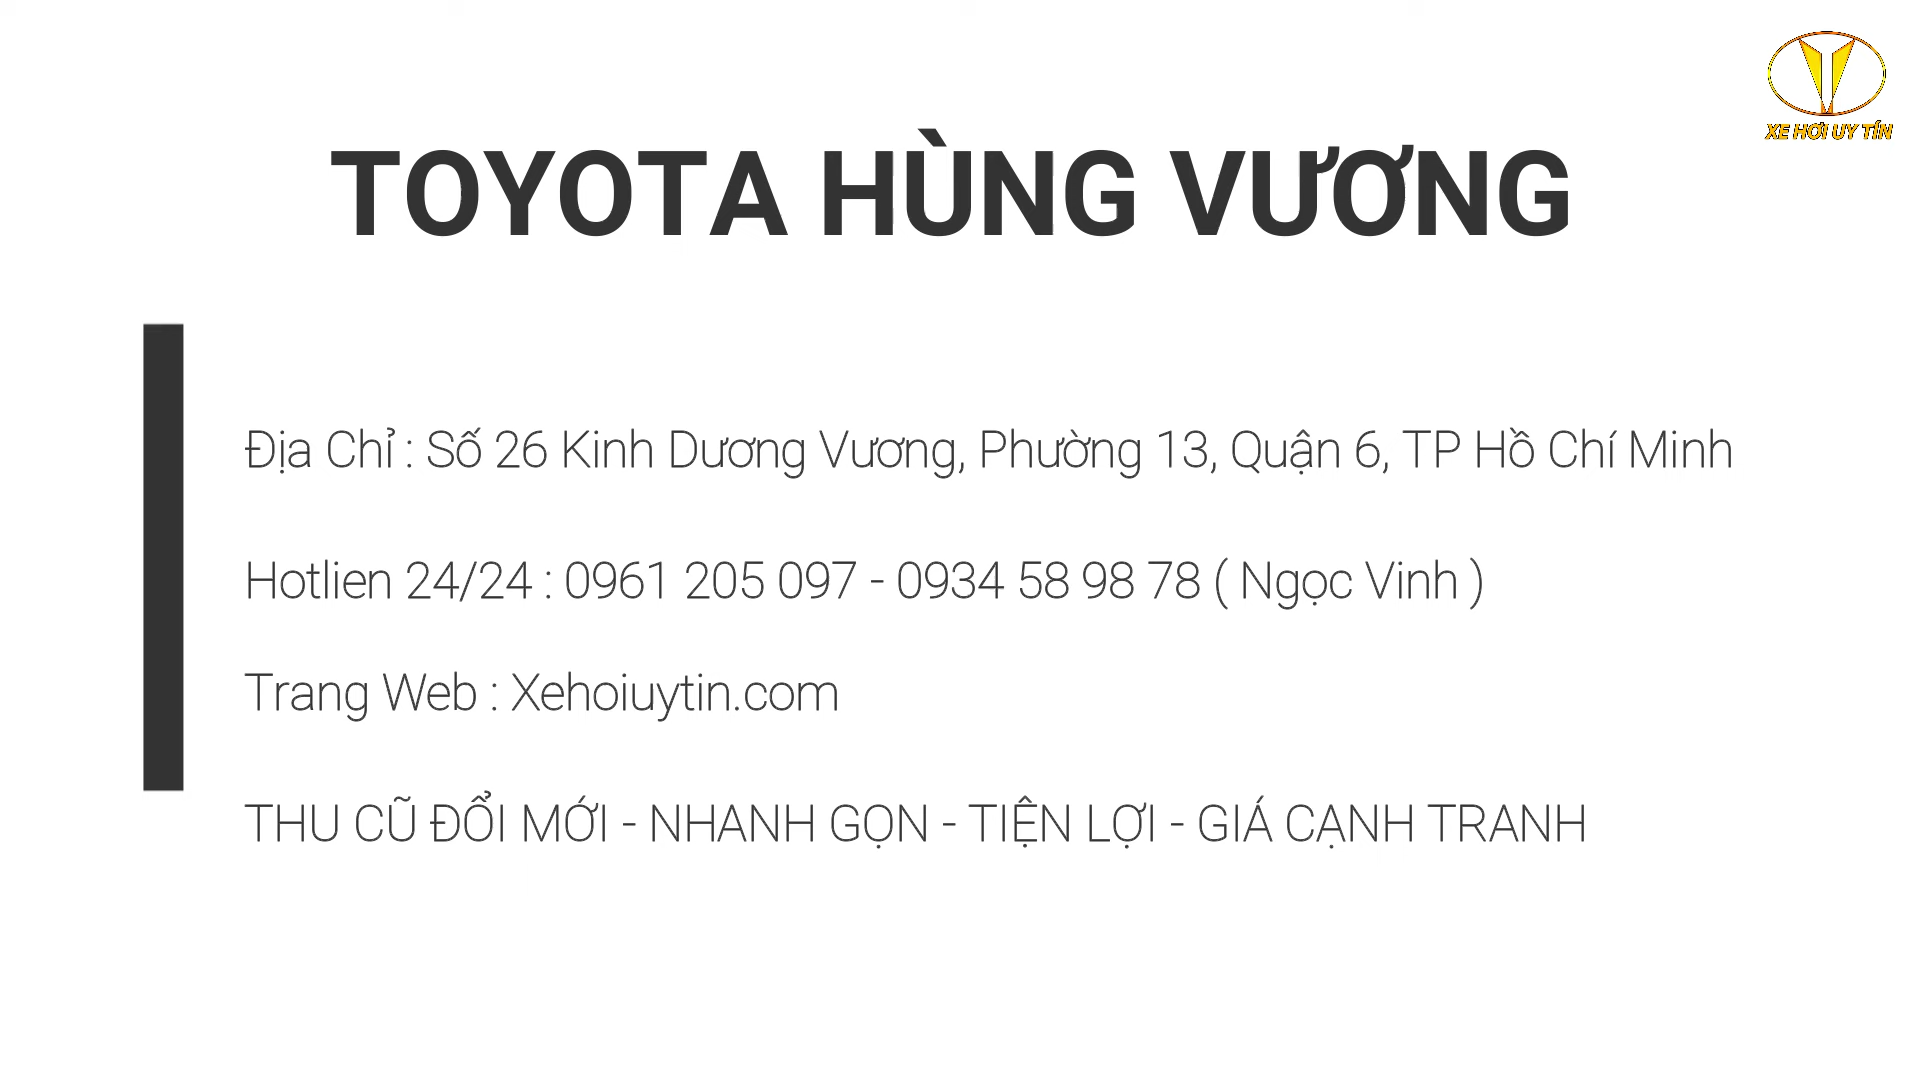 XE HƠI UY TÍN
TOYOTA HÙNG VƯƠNG
Địa Chỉ : Số 26 Kinh Dương Vương, Phường 13, Quận 6, TP Hồ Chí Minh
Hotlien 24/24 : 0961 205 097 - 0934 58 98 78 ( Ngọc Vinh )
Trang Web : Xehoiuytin.com
THU CŨ ĐỔI MỚI - NHANH GỌN - TIỆN LỢI - GIÁ CẠNH TRANH